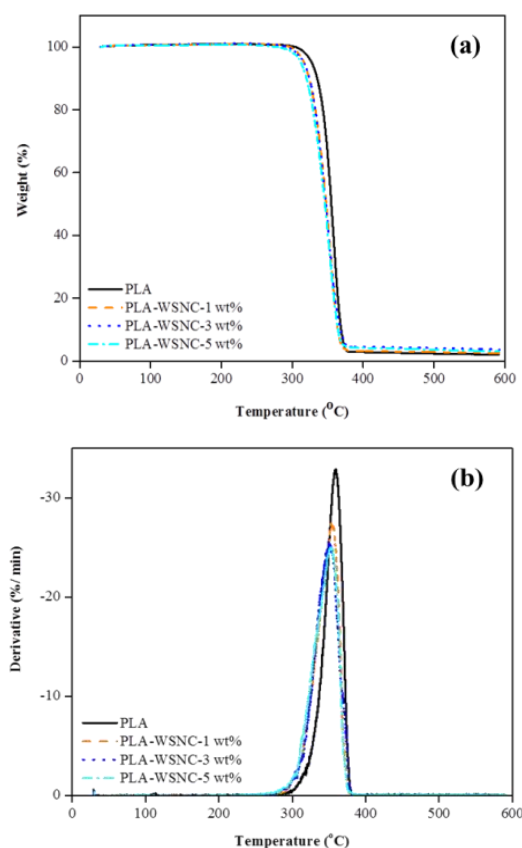 (a)
100
80
60
40
20
0
Weight (%)
PLA
PLA-WSNC-1 wt%
PLA-WSNC-3 wt%
PLA-WSNC-5 wt%
0 100 200 300 400 500 600
Temperature (°C)
(b)
-30
-20
-10
0
Derivative (%/ min)
PLA
PLA-WSNC-1 wt%
PLA-WSNC-3 wt%
PLA-WSNC-5 wt%
0 100 200 300 400 500 600
Temperature (°C)